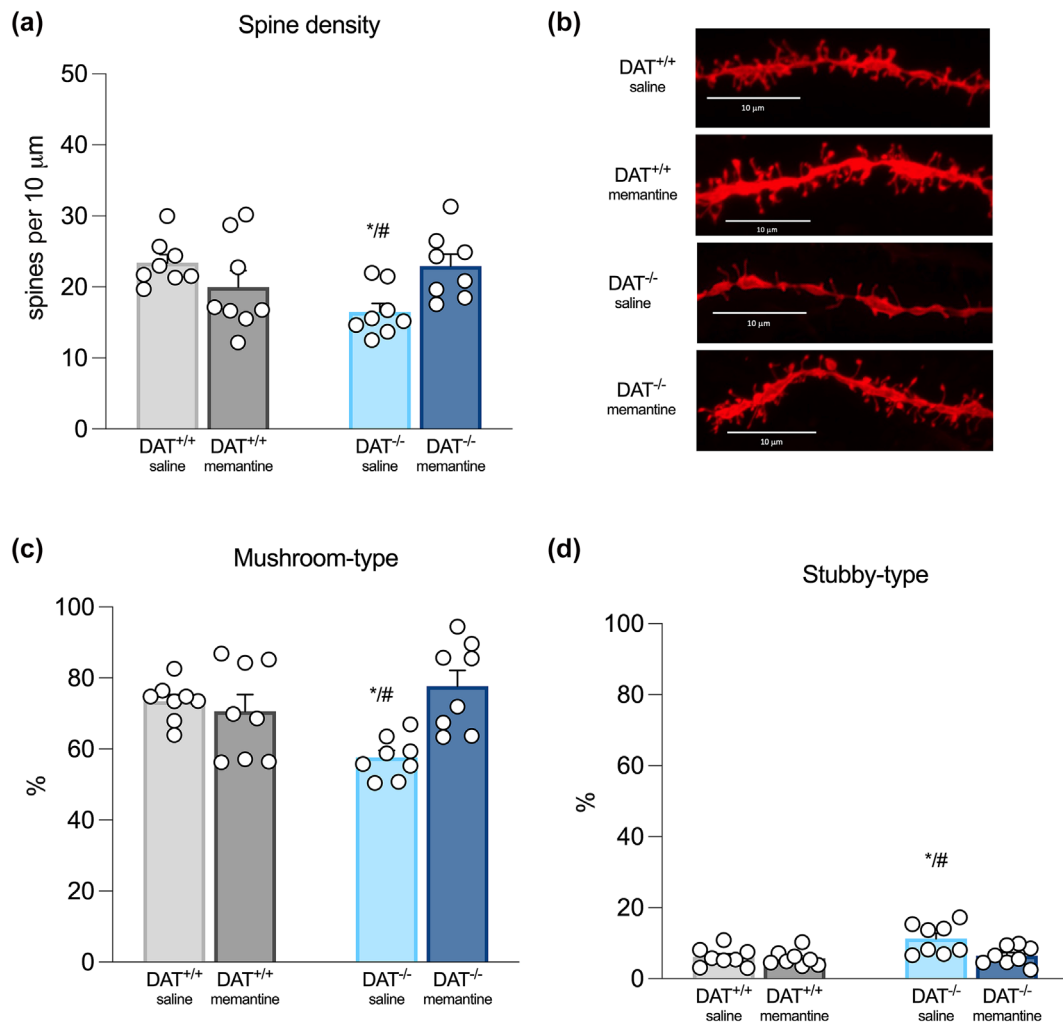 (a)
Spine density
spines per 10 μm
50
40
30
20
10
0
*/#
DAT+/+
saline
DAT+/+
memantine
DAT-/-
saline
DAT-/-
memantine
(b)
DAT+/+
saline
10 μm
DAT+/+
memantine
10 μm
DAT-/-
saline
10 μm
DAT-/-
memantine
10 μm
(c)
Mushroom-type
%
100
80
60
40
20
0
*/#
DAT+/+
saline
DAT+/+
memantine
DAT-/-
saline
DAT-/-
memantine
(d)
Stubby-type
%
100
80
60
40
20
0
*/#
DAT+/+
saline
DAT+/+
memantine
DAT-/-
saline
DAT-/-
memantine